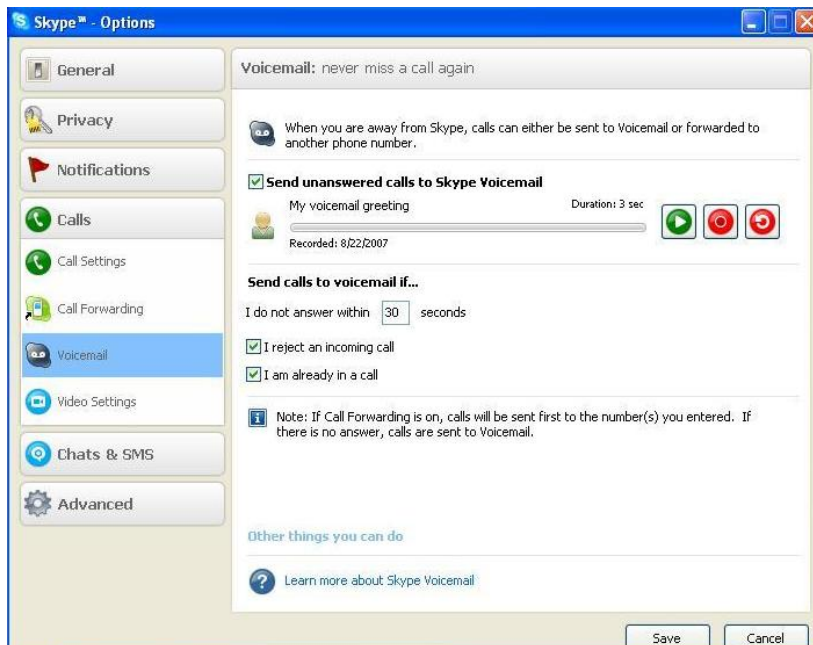 Skype™ - Options
General
Privacy
Notifications
Calls
Call Settings
Call Forwarding
Voicemail
Video Settings
Chats & SMS
Advanced
Voicemail: never miss a call again
When you are away from Skype, calls can either be sent to Voicemail or forwarded to
another phone number.
Send unanswered calls to Skype Voicemail
My voicemail greeting Duration: 3 sec
Recorded: 8/22/2007
Send calls to voicemail if...
I do not answer within 30 seconds
I reject an incoming call
I am already in a call
Note: If Call Forwarding is on, calls will be sent first to the number(s) you entered. If
there is no answer, calls are sent to Voicemail.
Other things you can do
Learn more about Skype Voicemail
Save Cancel